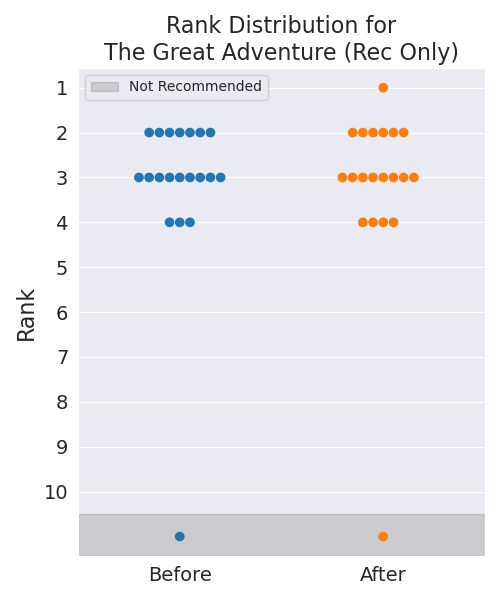 Rank Distribution for
The Great Adventure (Rec Only)
Not Recommended
1
2
3
4
5
6
7
8
9
10
Rank
Before
After